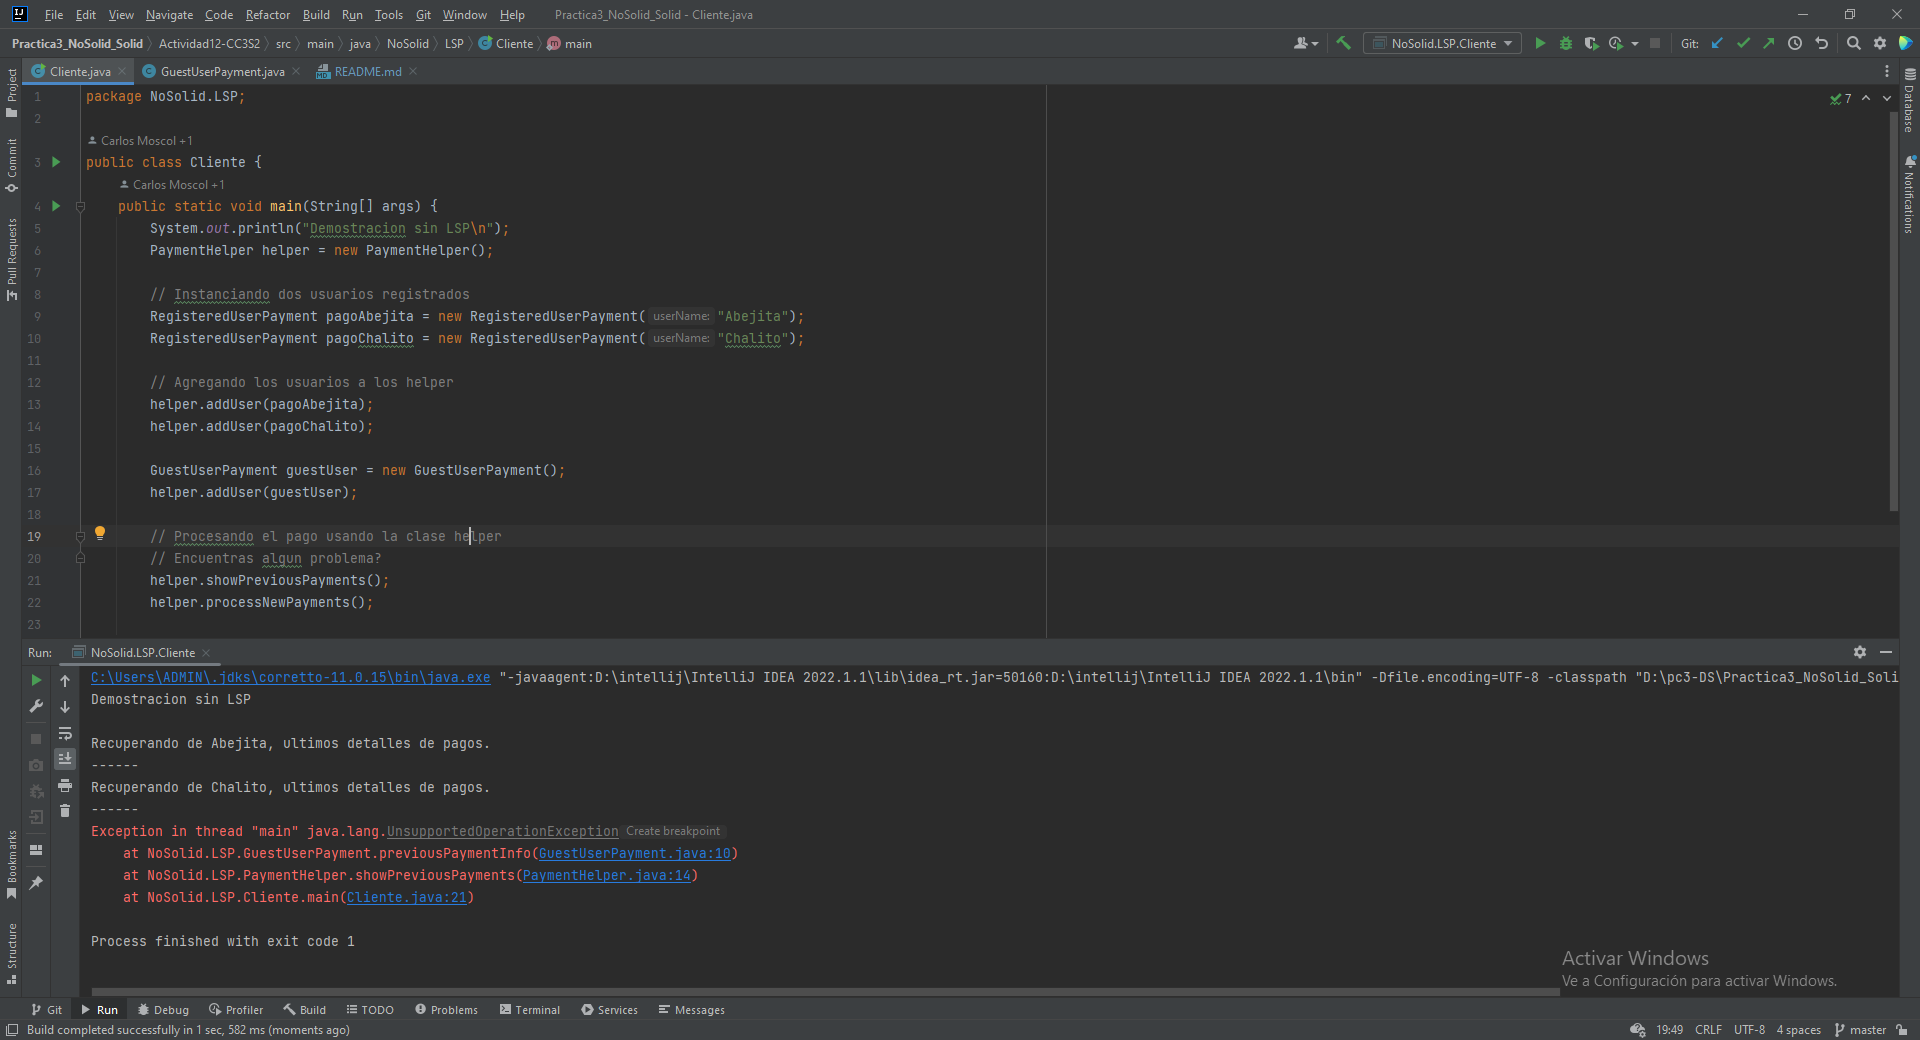 File Edit View Navigate Code Refactor Build Run Tools Git Window Help Practica3_NoSolid_Solid - Cliente.java
Practica3_NoSolid_Solid Actividad12-CC3S2 src main java NoSolid LSP Cliente main NoSolid.LSP.Cliente Git:
Cliente.java GuestUserPayment.java README.md
Project
Commit
Pull Requests
Bookmarks
Structure
Database
Notifications
7
1 package NoSolid.LSP;
2
Carlos Moscol +1
3 public class Cliente {
Carlos Moscol +1
4 public static void main(String[] args) {
5 System.out.println("Demostracion sin LSP\n");
6 PaymentHelper helper = new PaymentHelper();
7
8 // Instanciando dos usuarios registrados
9 RegisteredUserPayment pagoAbejita = new RegisteredUserPayment( userName: "Abejita");
10 RegisteredUserPayment pagoChalito = new RegisteredUserPayment( userName: "Chalito");
11
12 // Agregando los usuarios a los helper
13 helper.addUser(pagoAbejita);
14 helper.addUser(pagoChalito);
15
16 GuestUserPayment guestUser = new GuestUserPayment();
17 helper.addUser(guestUser);
18
19 // Procesando el pago usando la clase helper
20 // Encuentras algun problema?
21 helper.showPreviousPayments();
22 helper.processNewPayments();
23
Run: NoSolid.LSP.Cliente
C:\Users\ADMIN\.jdks\corretto-11.0.15\bin\java.exe "-javaagent:D:\intellij\IntelliJ IDEA 2022.1.1\lib\idea_rt.jar=50160:D:\intellij\IntelliJ IDEA 2022.1.1\bin" -Dfile.encoding=UTF-8 -classpath "D:\pc3-DS\Practica3_NoSolid_Soli
Demostracion sin LSP
Recuperando de Abejita, ultimos detalles de pagos.
------
Recuperando de Chalito, ultimos detalles de pagos.
------
Exception in thread "main" java.lang.UnsupportedOperationException Create breakpoint
at NoSolid.LSP.GuestUserPayment.previousPaymentInfo(GuestUserPayment.java:10)
at NoSolid.LSP.PaymentHelper.showPreviousPayments(PaymentHelper.java:14)
at NoSolid.LSP.Cliente.main(Cliente.java:21)
Process finished with exit code 1
Activar Windows
Ve a Configuración para activar Windows.
Git Run Debug Profiler Build TODO Problems Terminal Services Messages
Build completed successfully in 1 sec, 582 ms (moments ago) 19:49 CRLF UTF-8 4 spaces master